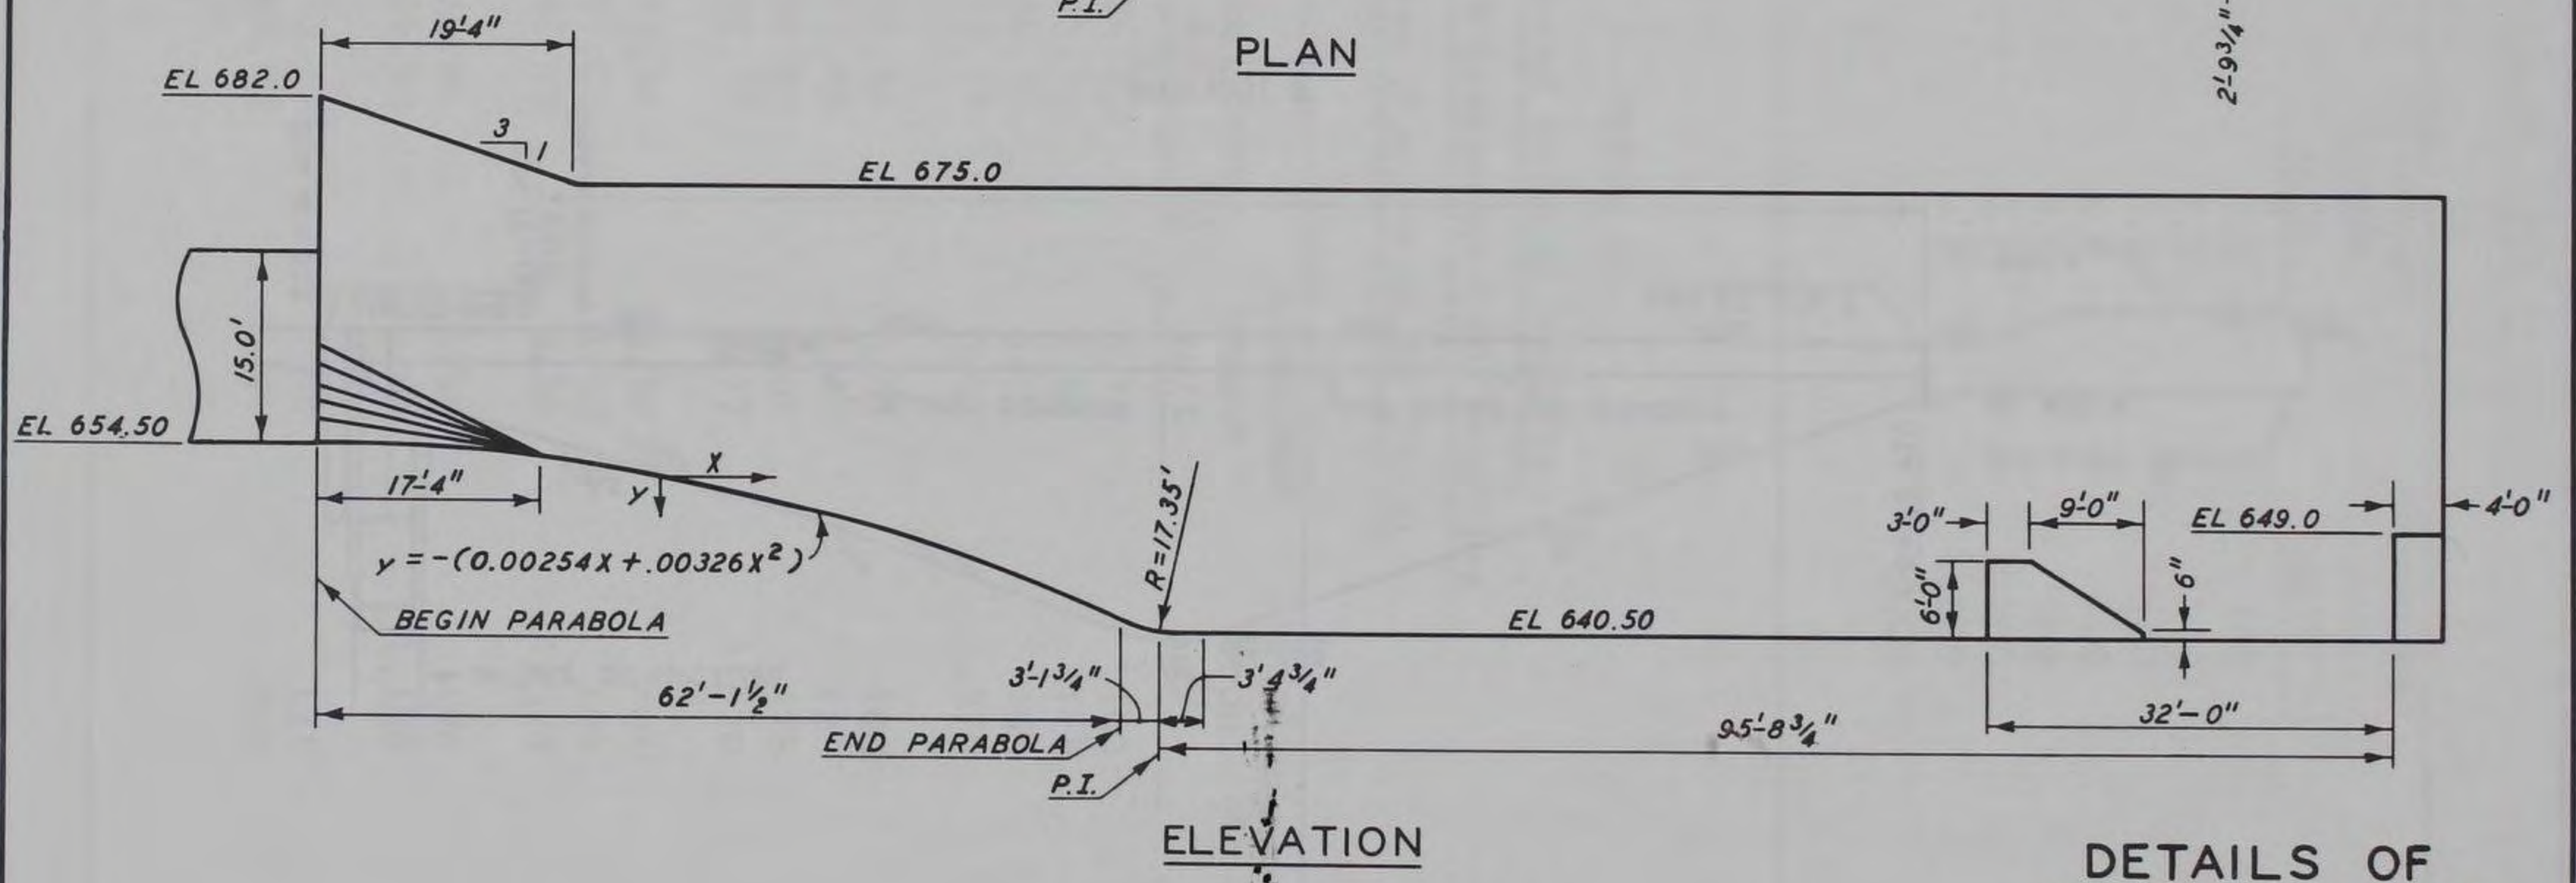 P.I.
PLAN
2'-9 3/4"
19'-4"
EL 682.0
3
1
EL 675.0
15.0'
EL 654.50
17'-4"
X
Y
y = -(0.00254X + .00326X²)
BEGIN PARABOLA
R=17.35'
3'-0"
9'-0"
EL 649.0
4'-0"
6'-0"
6"
EL 640.50
62'-1 1/2"
3'-1 3/4"
3' 4 3/4"
END PARABOLA
P.I.
95'-8 3/4"
32'-0"
ELEVATION
DETAILS OF